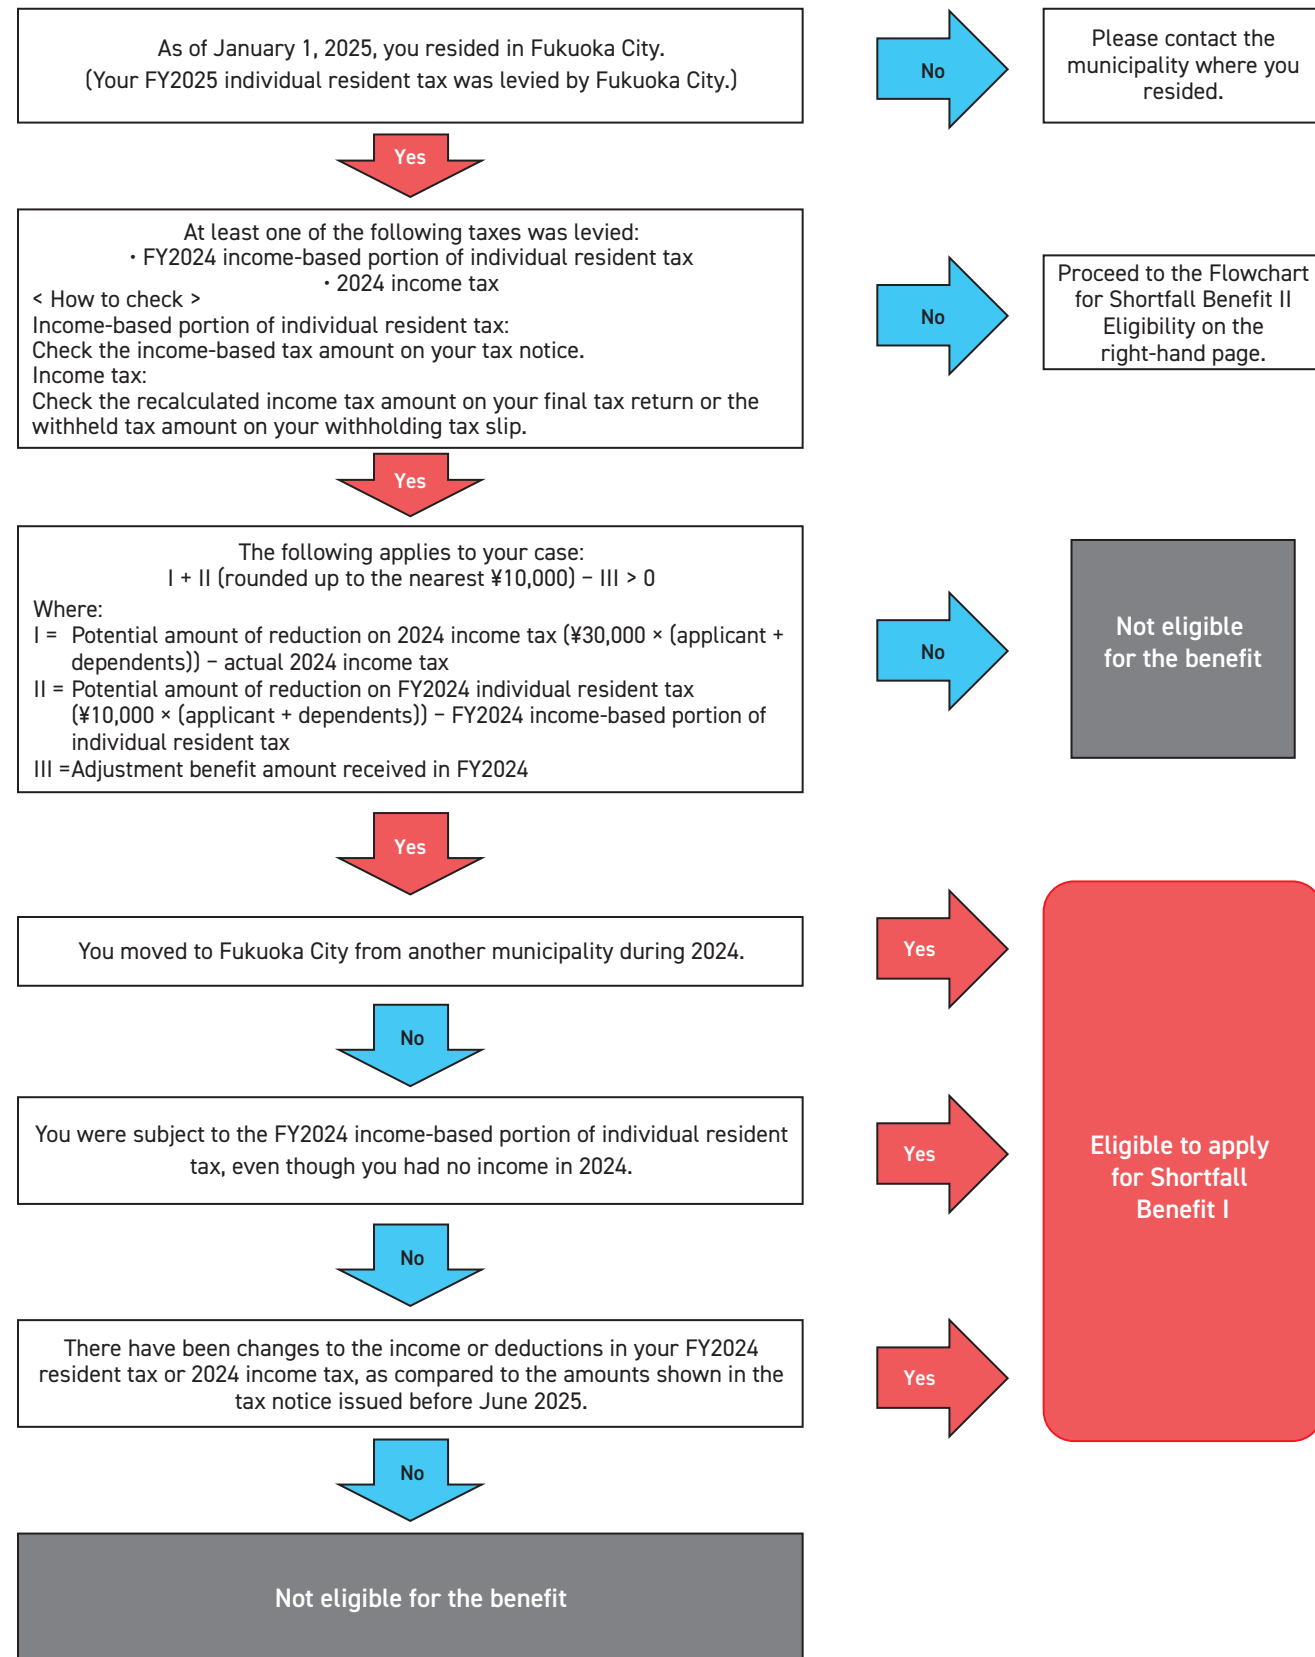 As of January 1, 2025, you resided in Fukuoka City.
(Your FY2025 individual resident tax was levied by Fukuoka City.)
No
Please contact the
municipality where you
resided.
Yes
At least one of the following taxes was levied:
・FY2024 income-based portion of individual resident tax
・2024 income tax
< How to check >
Income-based portion of individual resident tax:
Check the income-based tax amount on your tax notice.
Income tax:
Check the recalculated income tax amount on your final tax return or the
withheld tax amount on your withholding tax slip.
No
Proceed to the Flowchart
for Shortfall Benefit II
Eligibility on the
right-hand page.
Yes
The following applies to your case:
I + II (rounded up to the nearest ¥10,000) − III > 0
Where:
I = Potential amount of reduction on 2024 income tax (¥30,000 × (applicant +
dependents)) − actual 2024 income tax
II = Potential amount of reduction on FY2024 individual resident tax
(¥10,000 × (applicant + dependents)) − FY2024 income-based portion of
individual resident tax
III =Adjustment benefit amount received in FY2024
No
Not eligible
for the benefit
Yes
You moved to Fukuoka City from another municipality during 2024.
Yes
No
You were subject to the FY2024 income-based portion of individual resident
tax, even though you had no income in 2024.
Yes
Eligible to apply
for Shortfall
Benefit I
No
There have been changes to the income or deductions in your FY2024
resident tax or 2024 income tax, as compared to the amounts shown in the
tax notice issued before June 2025.
Yes
No
Not eligible for the benefit